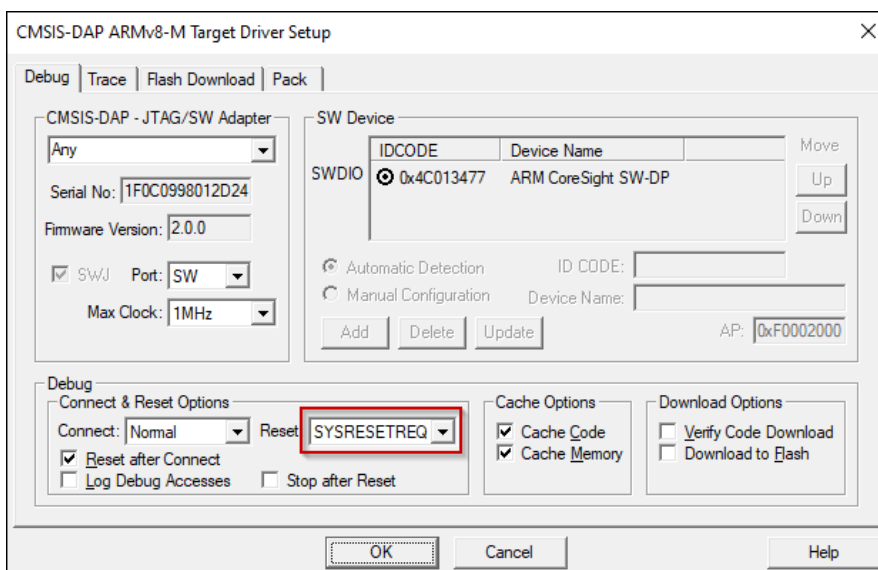 CMSIS-DAP ARMv8-M Target Driver Setup
Debug Trace Flash Download Pack
CMSIS-DAP - JTAG/SW Adapter
Any
Serial No: 1F0C0998012D24
Firmware Version: 2.0.0
SWJ Port: SW
Max Clock: 1MHz
SW Device
IDCODE Device Name
SWDIO 0x4C013477 ARM CoreSight SW-DP
Move
Up
Down
Automatic Detection ID CODE:
Manual Configuration Device Name:
Add Delete Update AP: 0xF0002000
Debug
Connect & Reset Options
Connect: Normal Reset SYSRESETREQ
Reset after Connect
Log Debug Accesses Stop after Reset
Cache Options
Cache Code
Cache Memory
Download Options
Verify Code Download
Download to Flash
OK Cancel Help